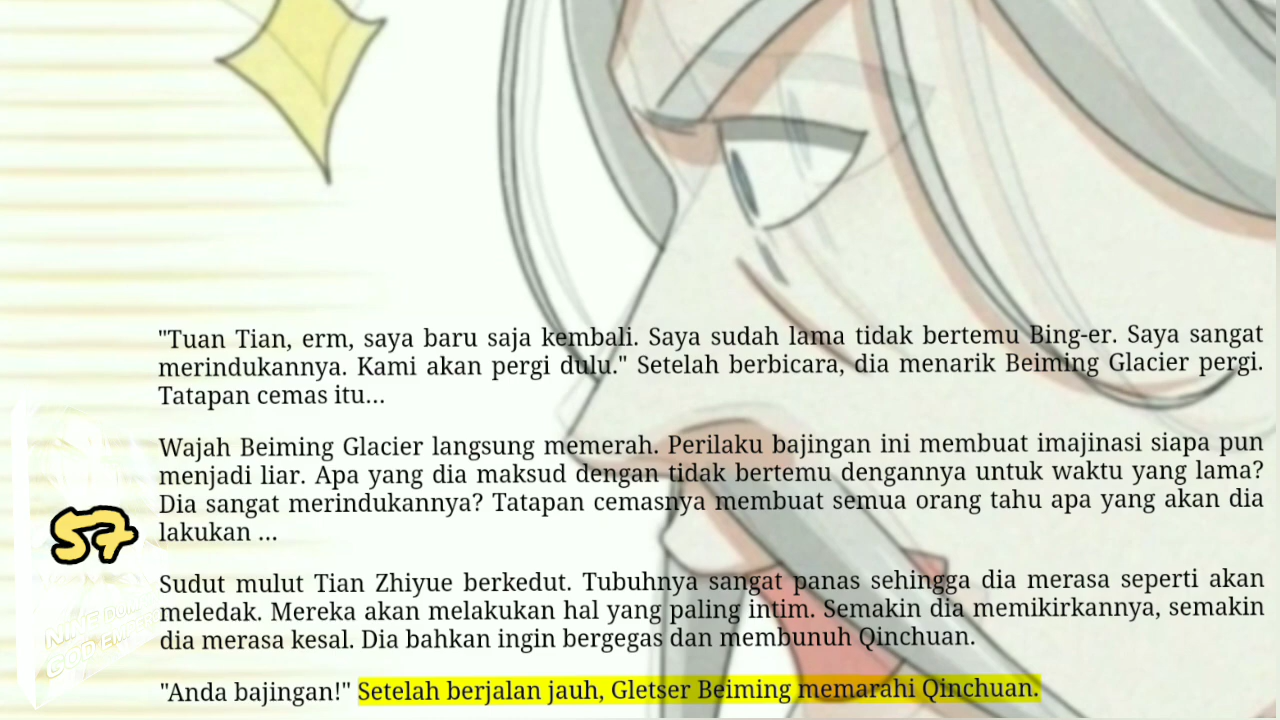 "Tuan Tian, erm, saya baru saja kembali. Saya sudah lama tidak bertemu Bing-er. Saya sangat
merindukannya. Kami akan pergi dulu." Setelah berbicara, dia menarik Beiming Glacier pergi.
Tatapan cemas itu...
Wajah Beiming Glacier langsung memerah. Perilaku bajingan ini membuat imajinasi siapa pun
menjadi liar. Apa yang dia maksud dengan tidak bertemu dengannya untuk waktu yang lama?
Dia sangat merindukannya? Tatapan cemasnya membuat semua orang tahu apa yang akan dia
lakukan ...
57
Sudut mulut Tian Zhiyue berkedut. Tubuhnya sangat panas sehingga dia merasa seperti akan
meledak. Mereka akan melakukan hal yang paling intim. Semakin dia memikirkannya, semakin
dia merasa kesal. Dia bahkan ingin bergegas dan membunuh Qinchuan.
"Anda bajingan!" Setelah berjalan jauh, Gletser Beiming memarahi Qinchuan.